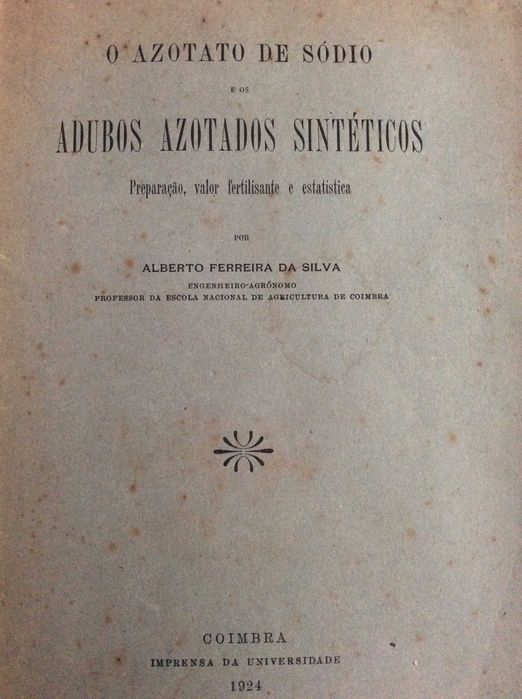 O AZOTATO DE SÓDIO
E OS
ADUBOS AZOTADOS SINTÉTICOS
Preparação, valor fertilisante e estatística
POR
ALBERTO FERREIRA DA SILVA
ENGENHEIRO-AGRÓNOMO
PROFESSOR DA ESCOLA NACIONAL DE AGRICULTURA DE COIMBRA
COIMBRA
IMPRENSA DA UNIVERSIDADE
1924